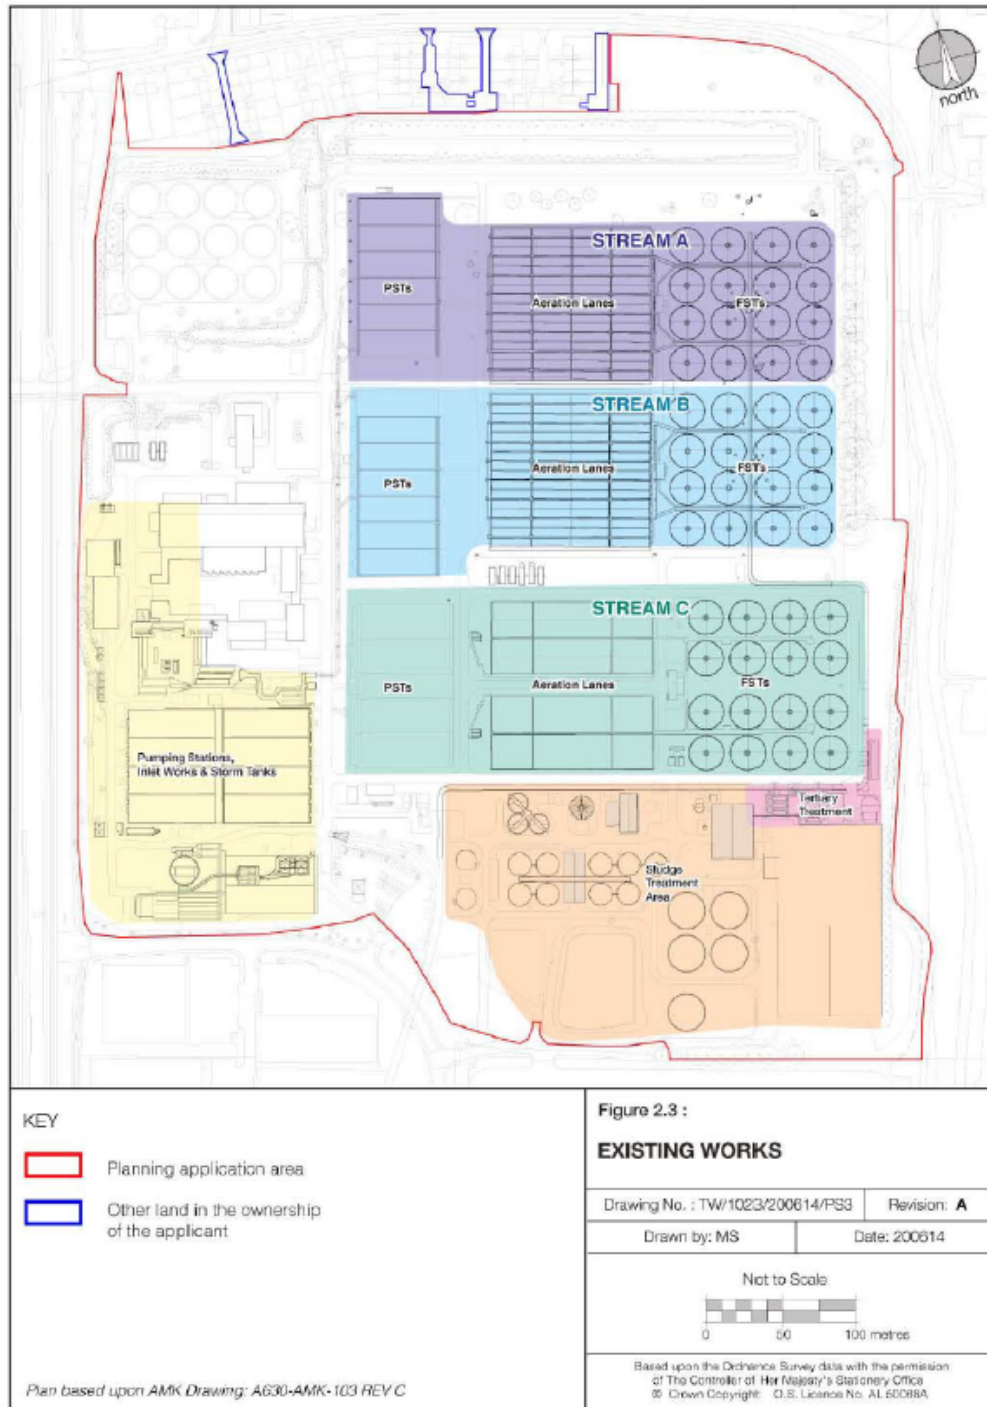 north
STREAM A
PSTs
Aeration Lanes
FSTs
STREAM B
PSTs
Aeration Lanes
FSTs
STREAM C
PSTs
Aeration Lanes
FSTs
Pumping Stations,
Inlet Works & Storm Tanks
Tertiary
Treatment
Sludge
Treatment
Area
KEY
Planning application area
Other land in the ownership
of the applicant
Plan based upon AMK Drawing: A630-AMK-103 REV C
Figure 2.3 :
EXISTING WORKS
Drawing No. : TW/1023/200614/PS3
Revision: A
Drawn by: MS
Date: 200614
Not to Scale
0 50 100 metres
Based upon the Ordnance Survey data with the permission
of The Controller of Her Majesty's Stationery Office
© Crown Copyright. O.S. Licence No. AL 50088A